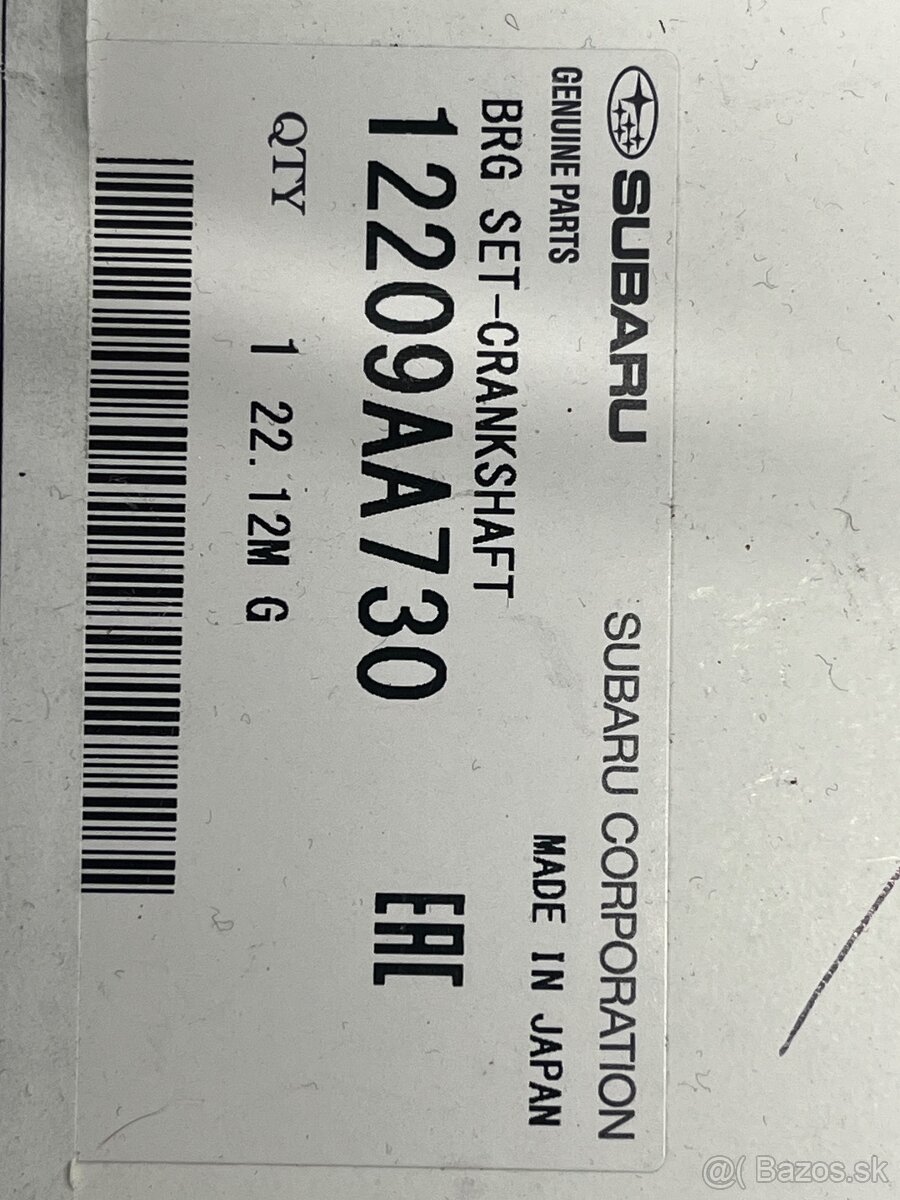 SUBARU SUBARU CORPORATION
GENUINE PARTS MADE IN JAPAN
BRG SET-CRANKSHAFT
12209AA730 EAC
QTY 1 22.12M G
@( Bazos.sk